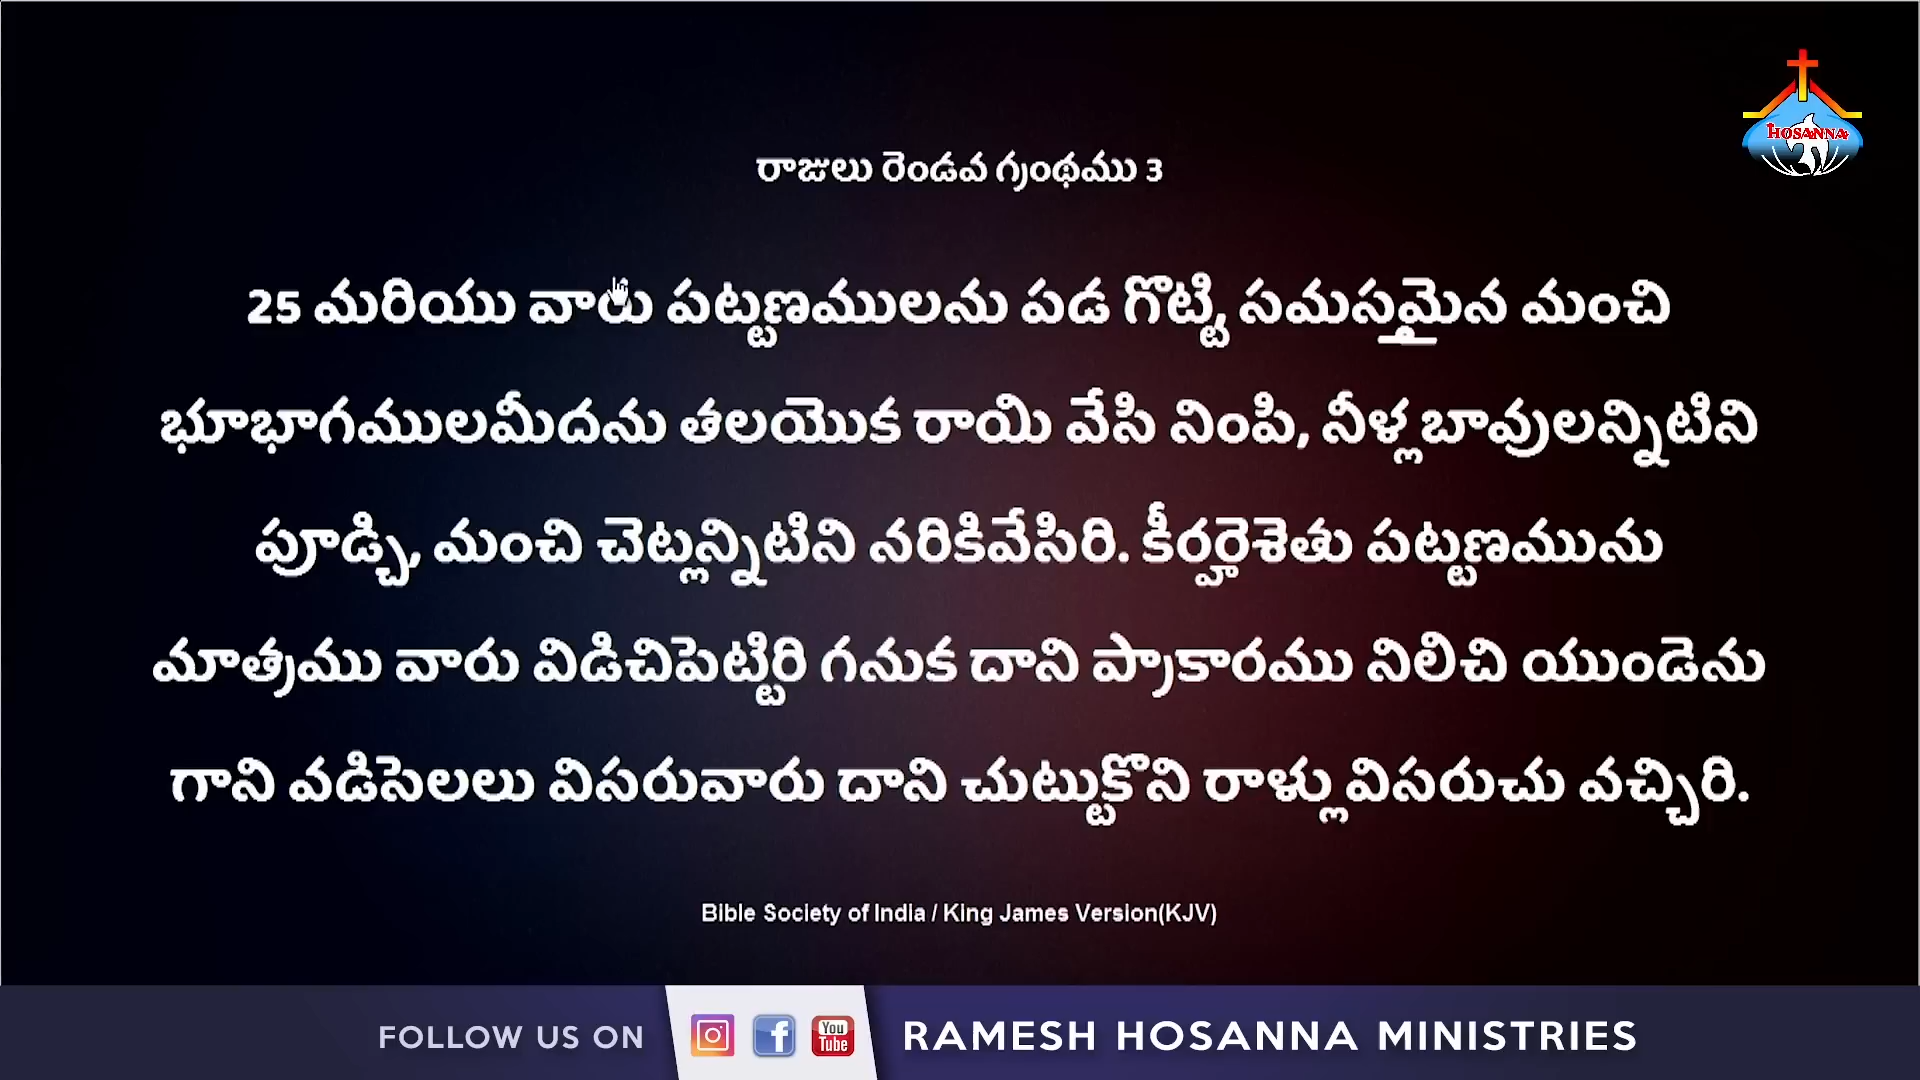 HOSANNA
రాజులు రెండవ గ్రంథము 3
25 మరియు వారు పట్టణములను పడ గొట్టి, సమస్తమైన మంచి
భూభాగములమీదను తలయొక రాయి వేసి నింపి, నీళ్ల బావులన్నిటిని
పూడ్చి, మంచి చెట్లన్నిటిని నరికివేసిరి. కీర్హరెశెతు పట్టణమును
మాత్రము వారు విడిచిపెట్టిరి గనుక దాని ప్రాకారము నిలిచి యుండెను
గాని వడిసెలలు విసరువారు దాని చుట్టుకొని రాళ్లు విసరుచు వచ్చిరి.
Bible Society of India / King James Version(KJV)
FOLLOW US ON
You Tube
RAMESH HOSANNA MINISTRIES